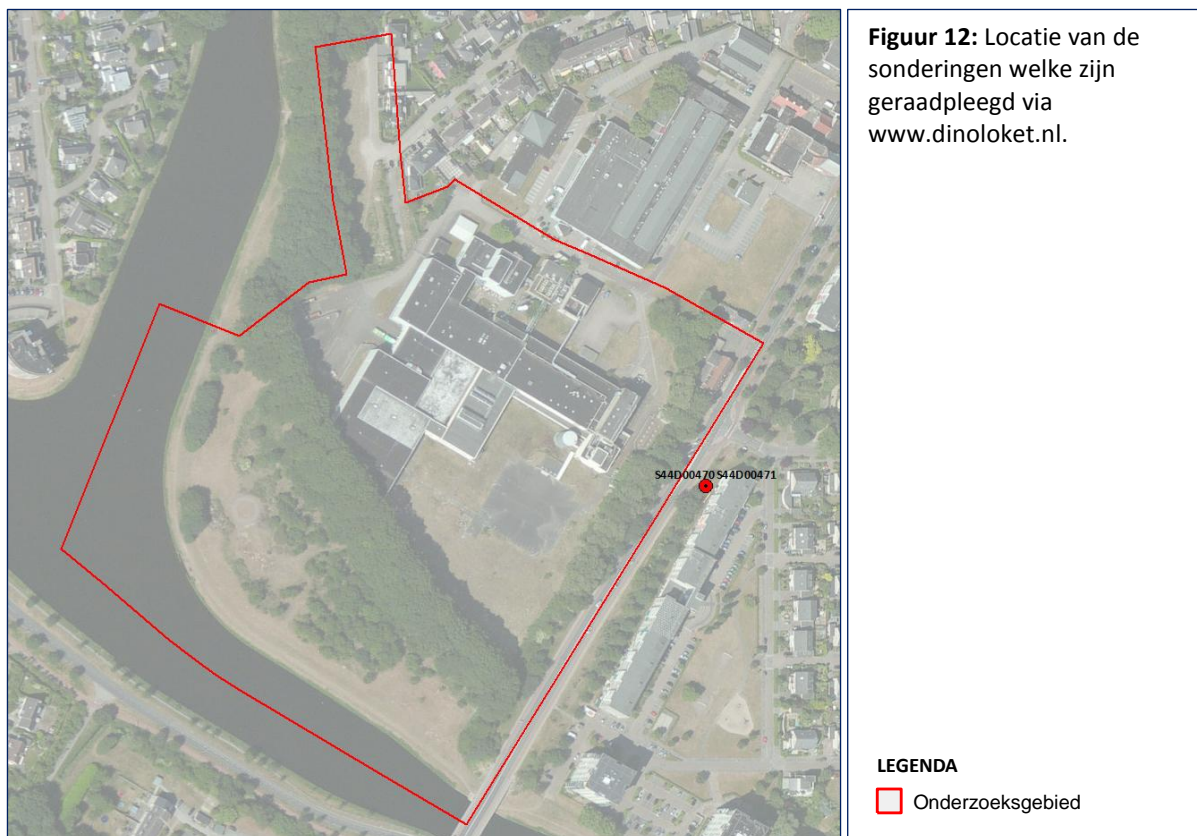 Figuur 12: Locatie van de
sonderingen welke zijn
geraadpleegd via
www.dinoloket.nl.
S44D00470 S44D00471
LEGENDA
Onderzoeksgebied